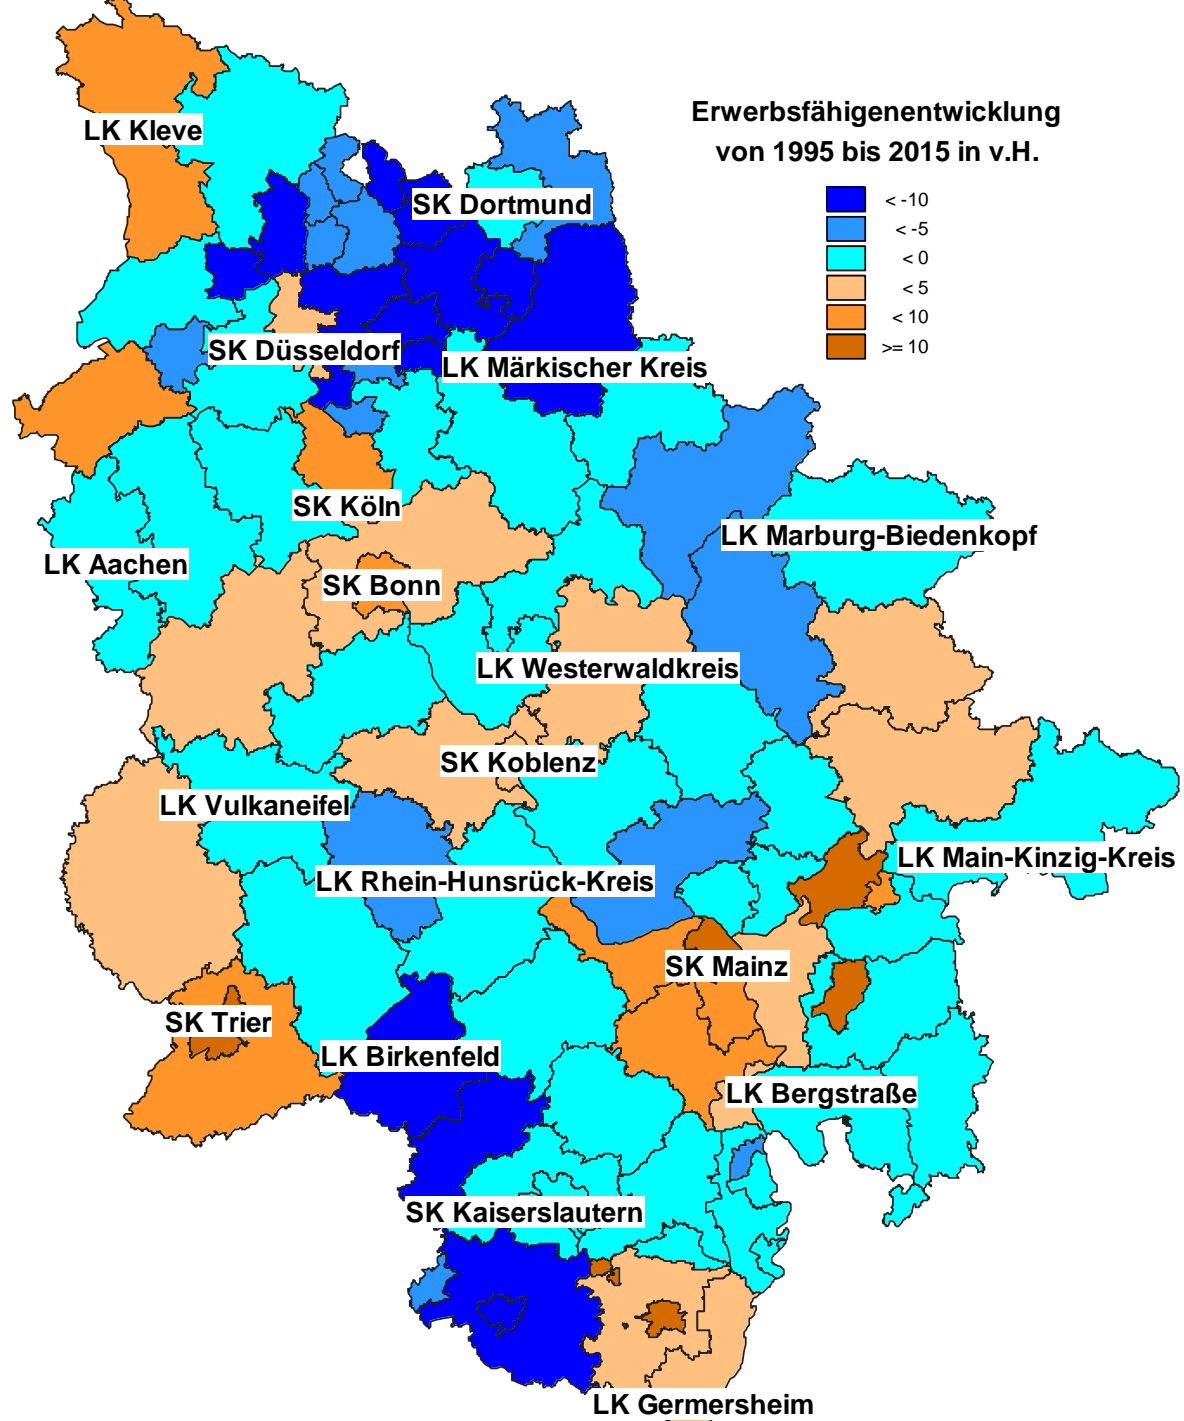 Erwerbsfähigenentwicklung
von 1995 bis 2015 in v.H.
< -10
< -5
< 0
< 5
< 10
>= 10
LK Kleve
SK Dortmund
SK Düsseldorf
LK Märkischer Kreis
SK Köln
LK Marburg-Biedenkopf
LK Aachen
SK Bonn
LK Westerwaldkreis
SK Koblenz
LK Vulkaneifel
LK Main-Kinzig-Kreis
LK Rhein-Hunsrück-Kreis
SK Mainz
SK Trier
LK Birkenfeld
LK Bergstraße
SK Kaiserslautern
LK Germersheim